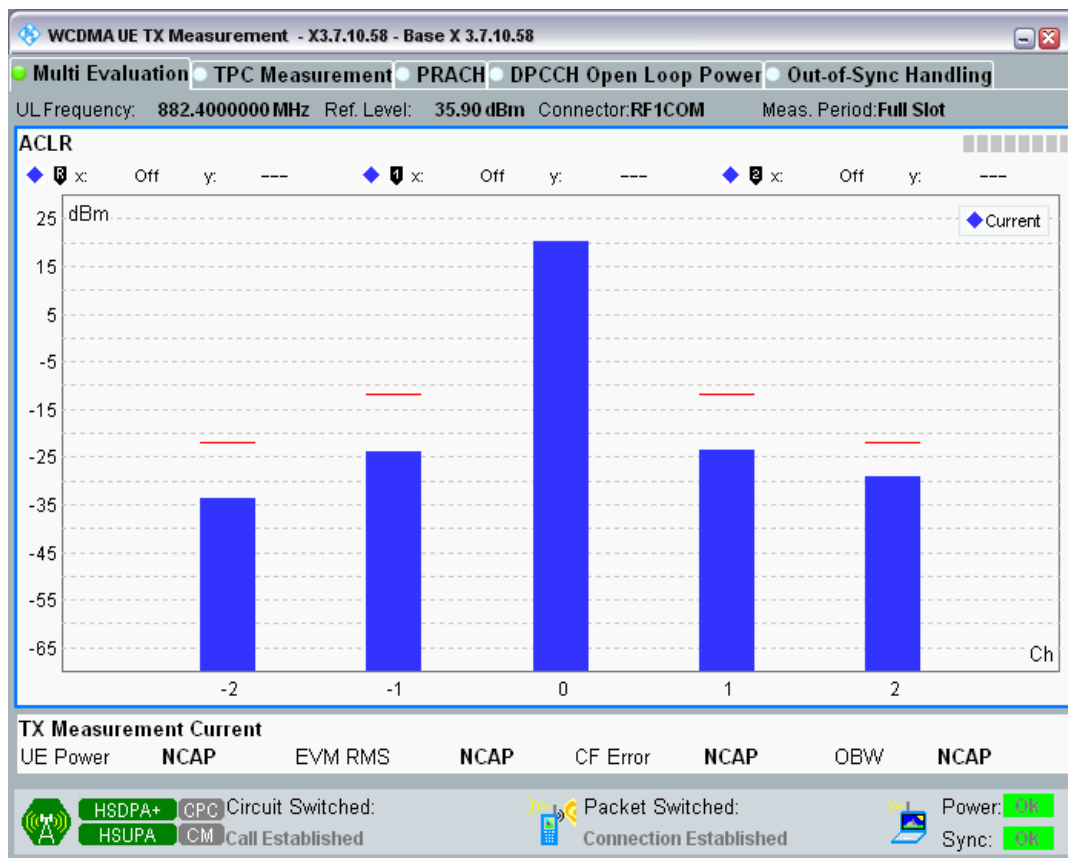 WCDMA UE TX Measurement - X3.7.10.58 - Base X 3.7.10.58
Multi Evaluation TPC Measurement PRACH DPCCH Open Loop Power Out-of-Sync Handling
UL Frequency: 882.4000000 MHz Ref. Level: 35.90 dBm Connector:RF1COM Meas. Period:Full Slot
ACLR
R x: Off y: --- 1 x: Off y: --- 2 x: Off y: ---
dBm
Current
25
15
5
-5
-15
-25
-35
-45
-55
-65
Ch
-2 -1 0 1 2
TX Measurement Current
UE Power NCAP EVM RMS NCAP CF Error NCAP OBW NCAP
HSDPA+ CPC Circuit Switched: Packet Switched: Power: OK
HSUPA CM Call Established Connection Established Sync: OK